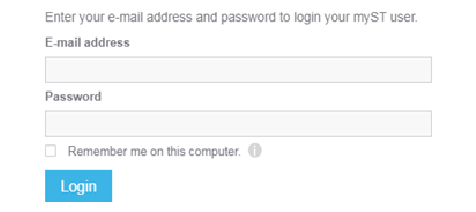 Enter your e-mail address and password to login your myST user.
E-mail address
Password
Remember me on this computer.
Login